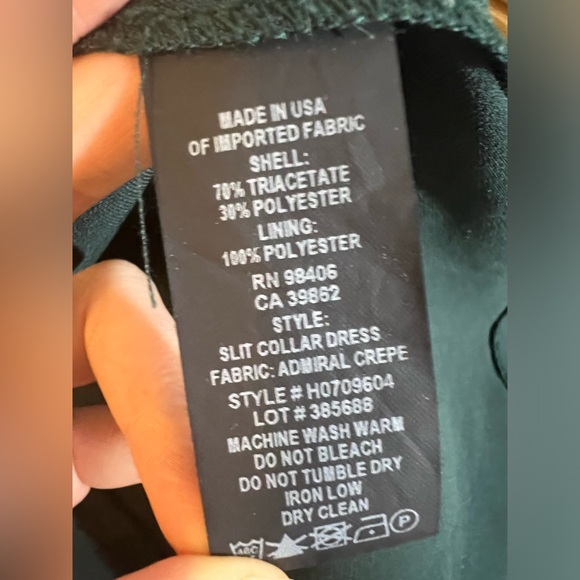 MADE IN USA
OF IMPORTED FABRIC
SHELL:
70% TRIACETATE
30% POLYESTER
LINING:
100% POLYESTER
RN 98406
CA 39862
STYLE:
SLIT COLLAR DRESS
FABRIC: ADMIRAL CREPE
STYLE # H0709604
LOT # 385688
MACHINE WASH WARM
DO NOT BLEACH
DO NOT TUMBLE DRY
IRON LOW
DRY CLEAN
P